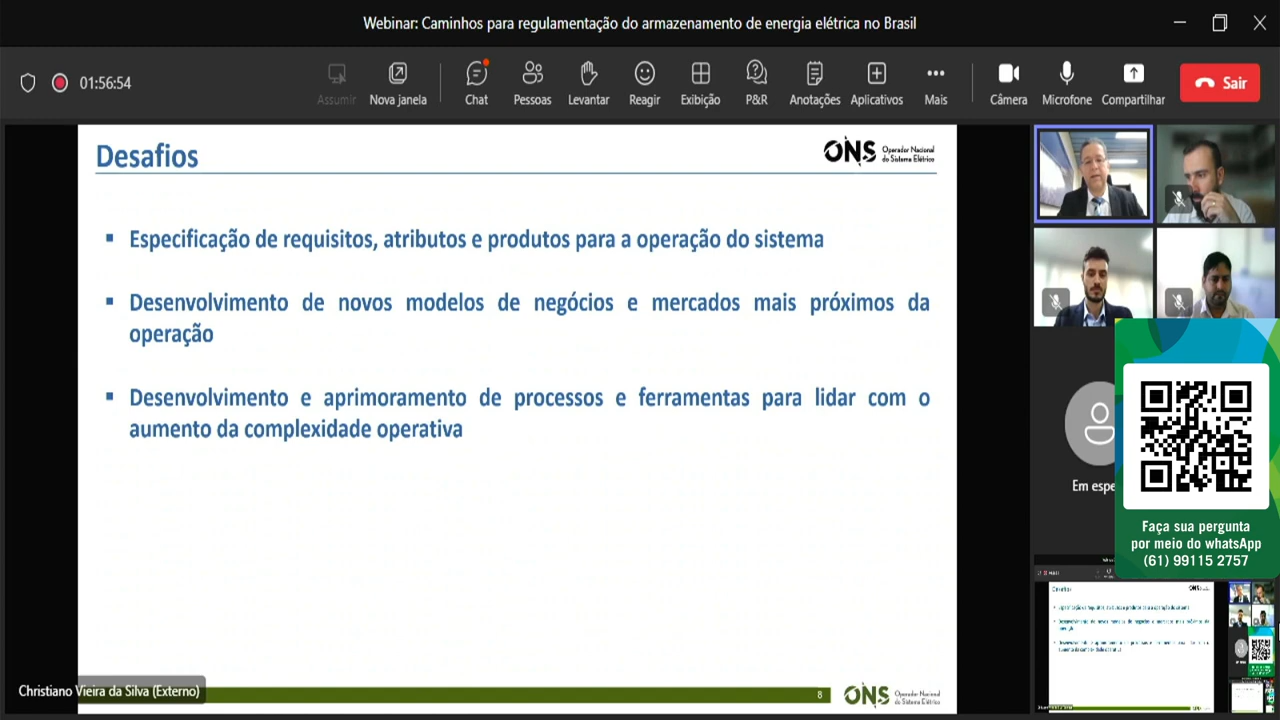 Webinar: Caminhos para regulamentação do armazenamento de energia elétrica no Brasil
01:56:54
Assumir
Nova janela
Chat
Pessoas
Levantar
Reagir
Exibição
P&R
Anotações
Aplicativos
Mais
Câmera
Microfone
Compartilhar
Sair
Desafios
ONS Operador Nacional
do Sistema Elétrico
Especificação de requisitos, atributos e produtos para a operação do sistema
Desenvolvimento de novos modelos de negócios e mercados mais próximos da
operação
Desenvolvimento e aprimoramento de processos e ferramentas para lidar com o
aumento da complexidade operativa
Em espe
Faça sua pergunta
por meio do whatsApp
(61) 99115 2757
Christiano Vieira da Silva (Externo)
8
ONS Operador Nacional
do Sistema Elétrico
Desafios
ONS